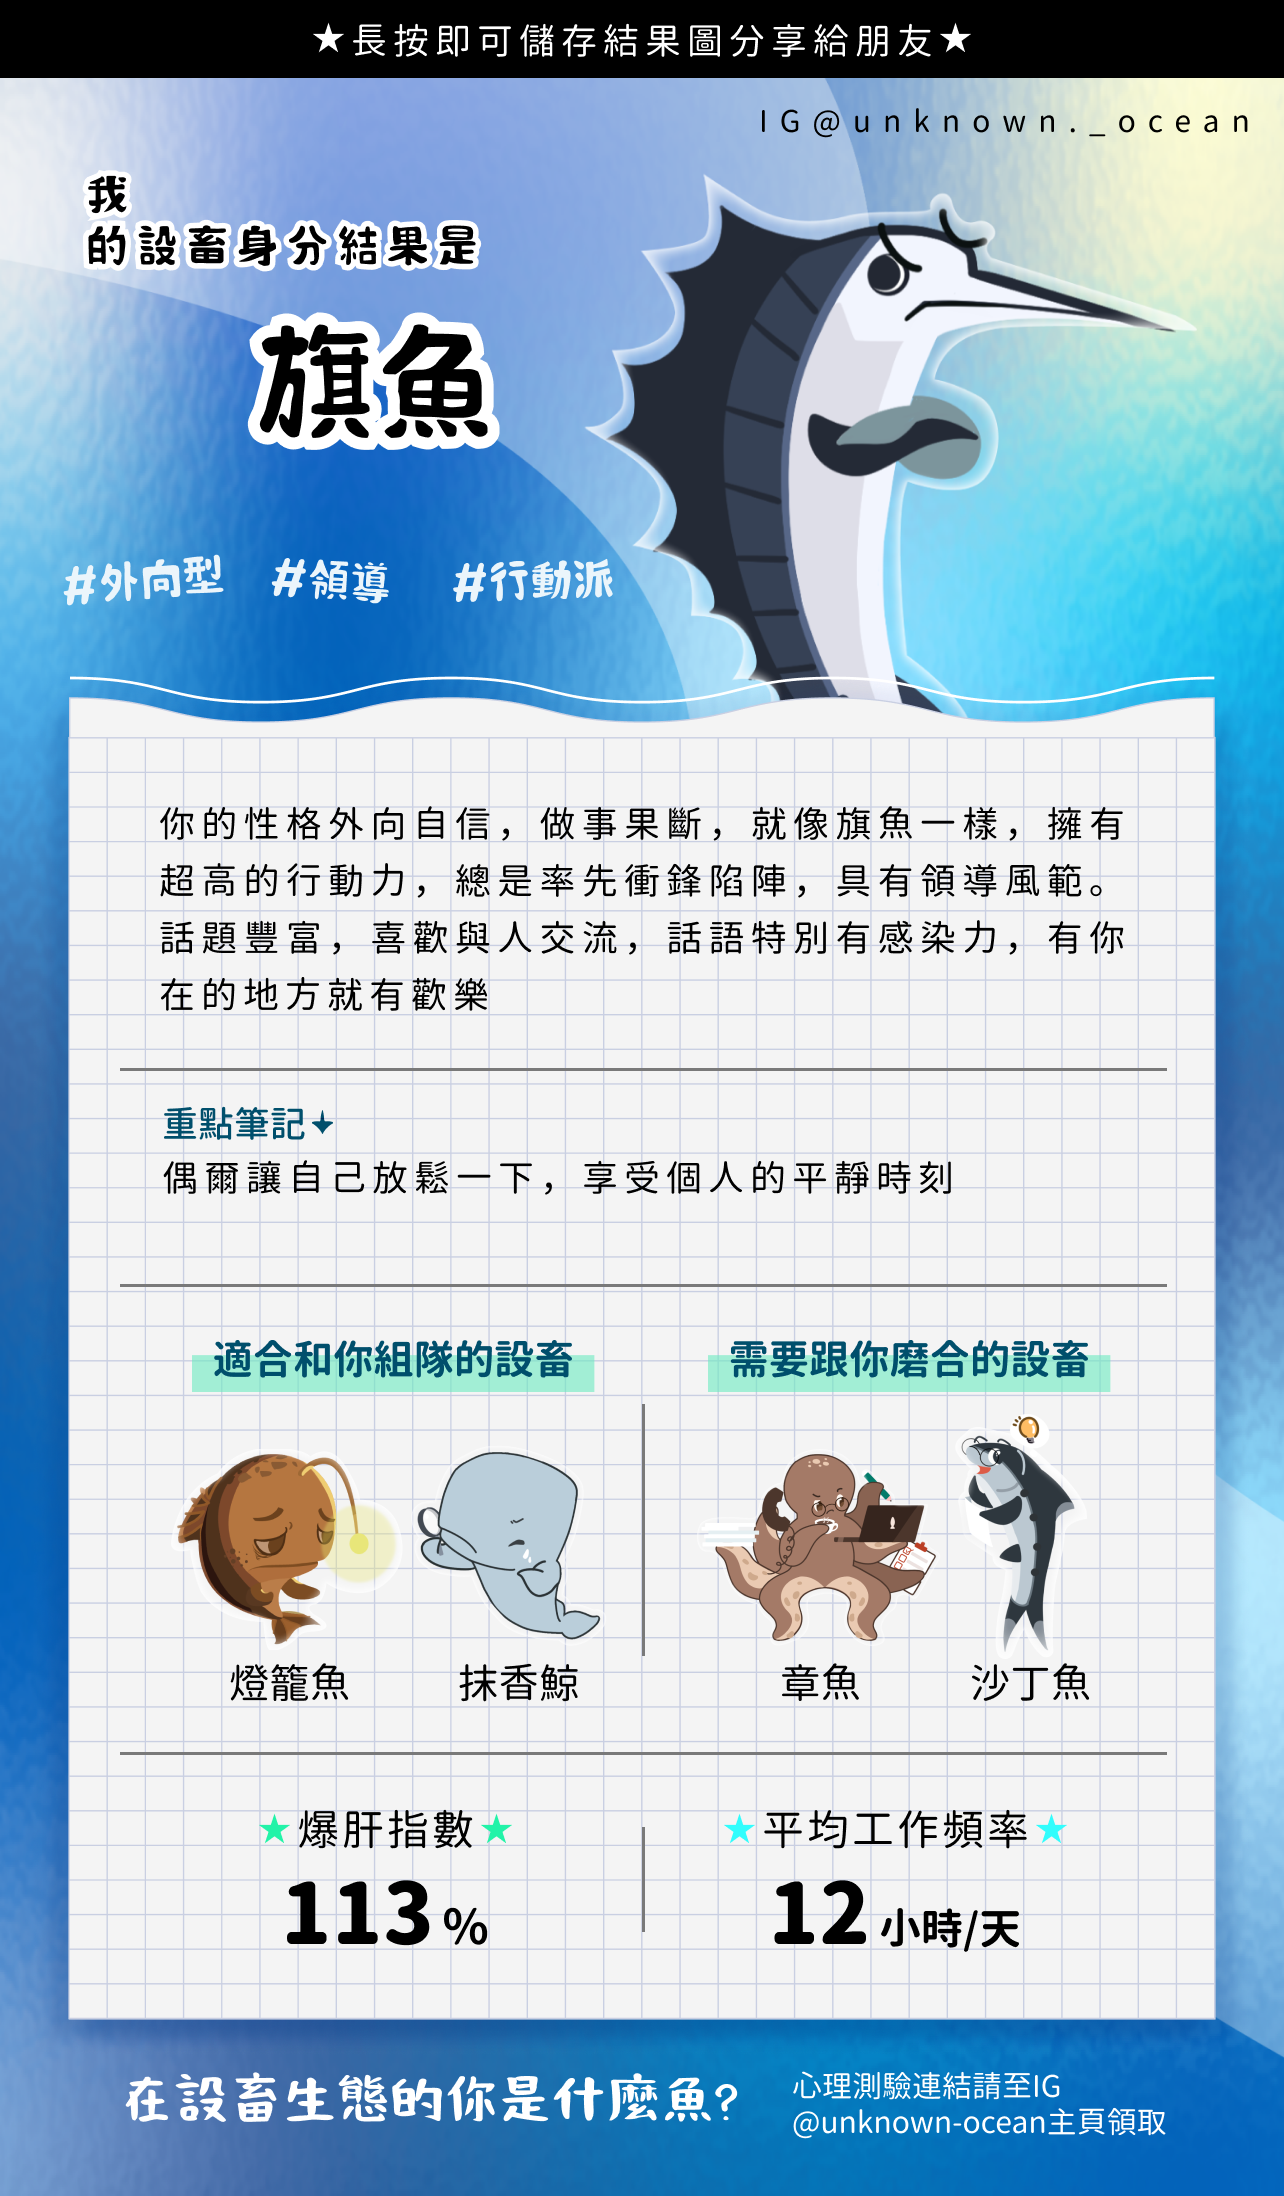 ★長按即可儲存結果圖分享給朋友★
IG@unknown._ocean
我
的設畜身分結果是
旗魚
#外向型 #領導 #行動派
你的性格外向自信，做事果斷，就像旗魚一樣，擁有
超高的行動力，總是率先衝鋒陷陣，具有領導風範。
話題豐富，喜歡與人交流，話語特別有感染力，有你
在的地方就有歡樂
重點筆記✦
偶爾讓自己放鬆一下，享受個人的平靜時刻
適合和你組隊的設畜 需要跟你磨合的設畜
燈籠魚 抹香鯨 章魚 沙丁魚
★爆肝指數★ ★平均工作頻率★
113% 12小時/天
在設畜生態的你是什麼魚?
心理測驗連結請至IG
@unknown-ocean主頁領取